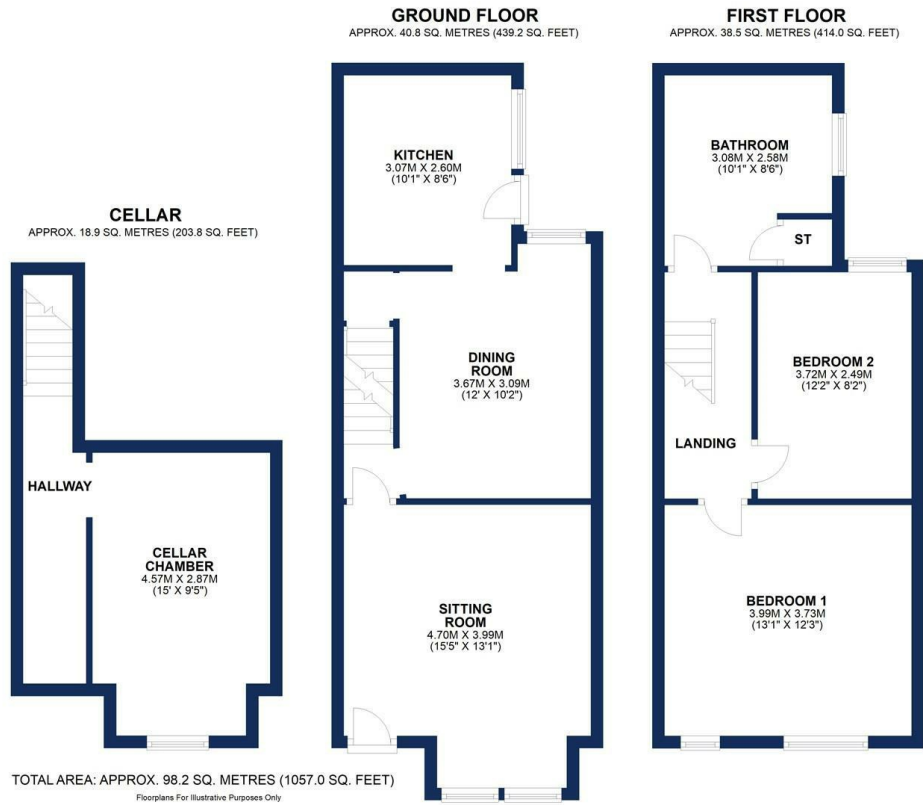 GROUND FLOOR
APPROX. 40.8 SQ. METRES (439.2 SQ. FEET)
FIRST FLOOR
APPROX. 38.5 SQ. METRES (414.0 SQ. FEET)
CELLAR
APPROX. 18.9 SQ. METRES (203.8 SQ. FEET)
KITCHEN
3.07M X 2.60M
(10'1" X 8'6")
BATHROOM
3.08M X 2.58M
(10'1" X 8'6")
ST
DINING
ROOM
3.67M X 3.09M
(12' X 10'2")
BEDROOM 2
3.72M X 2.49M
(12'2" X 8'2")
LANDING
HALLWAY
CELLAR
CHAMBER
4.57M X 2.87M
(15' X 9'5")
SITTING
ROOM
4.70M X 3.99M
(15'5" X 13'1")
BEDROOM 1
3.99M X 3.73M
(13'1" X 12'3")
TOTAL AREA: APPROX. 98.2 SQ. METRES (1057.0 SQ. FEET)
Floorplans For Illustrative Purposes Only